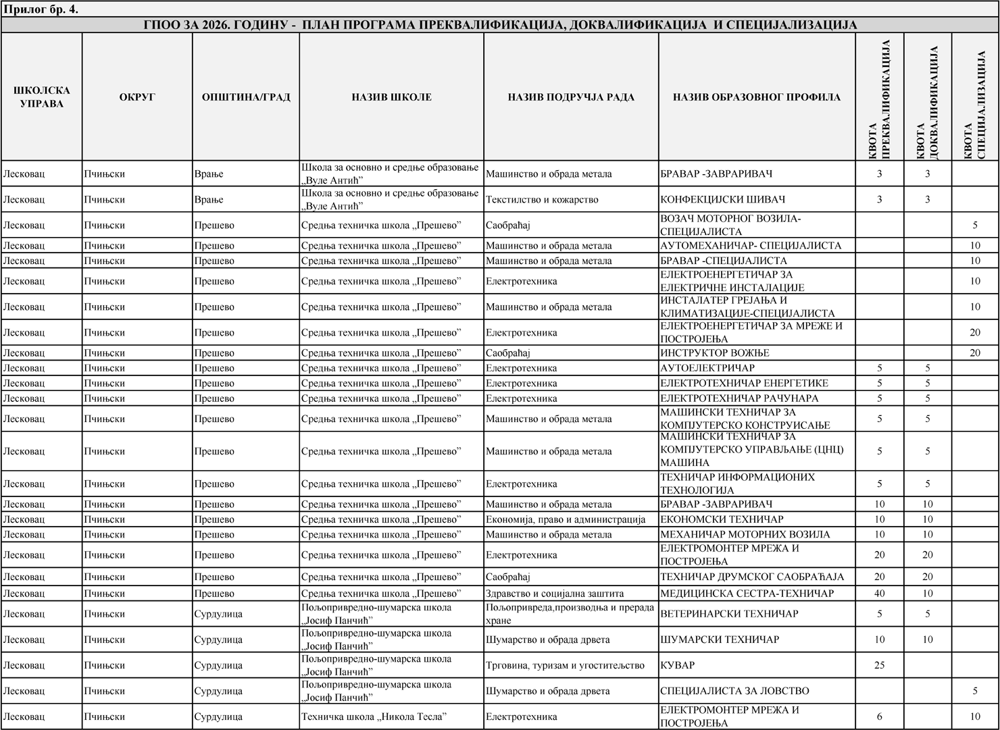 Прилог бр. 4.
ГПОО ЗА 2026. ГОДИНУ - ПЛАН ПРОГРАМА ПРЕКВАЛИФИКАЦИЈА, ДОКВАЛИФИКАЦИЈА И СПЕЦИЈАЛИЗАЦИЈА
ШКОЛСКА УПРАВА ОКРУГ ОПШТИНА/ГРАД НАЗИВ ШКОЛЕ НАЗИВ ПОДРУЧЈА РАДА НАЗИВ ОБРАЗОВНОГ ПРОФИЛА КВОТА ПРЕКВАЛИФИКАЦИЈА КВОТА ДОКВАЛИФИКАЦИЈА КВОТА СПЕЦИЈАЛИЗАЦИЈА
Лесковац Пчињски Врање Школа за основно и средње образовање „Вуле Антић” Машинство и обрада метала БРАВАР -ЗАВРАРИВАЧ 3 3
Лесковац Пчињски Врање Школа за основно и средње образовање „Вуле Антић” Текстилство и кожарство КОНФЕКЦИЈСКИ ШИВАЧ 3 3
Лесковац Пчињски Прешево Средња техничка школа „Прешево” Саобраћај ВОЗАЧ МОТОРНОГ ВОЗИЛА-СПЕЦИЈАЛИСТА 5
Лесковац Пчињски Прешево Средња техничка школа „Прешево” Машинство и обрада метала АУТОМЕХАНИЧАР- СПЕЦИЈАЛИСТА 10
Лесковац Пчињски Прешево Средња техничка школа „Прешево” Машинство и обрада метала БРАВАР -СПЕЦИЈАЛИСТА 10
Лесковац Пчињски Прешево Средња техничка школа „Прешево” Електротехника ЕЛЕКТРОЕНЕРГЕТИЧАР ЗА ЕЛЕКТРИЧНЕ ИНСТАЛАЦИЈЕ 10
Лесковац Пчињски Прешево Средња техничка школа „Прешево” Машинство и обрада метала ИНСТАЛАТЕР ГРЕЈАЊА И КЛИМАТИЗАЦИЈЕ-СПЕЦИЈАЛИСТА 10
Лесковац Пчињски Прешево Средња техничка школа „Прешево” Електротехника ЕЛЕКТРОЕНЕРГЕТИЧАР ЗА МРЕЖЕ И ПОСТРОЈЕЊА 20
Лесковац Пчињски Прешево Средња техничка школа „Прешево” Саобраћај ИНСТРУКТОР ВОЖЊЕ 20
Лесковац Пчињски Прешево Средња техничка школа „Прешево” Електротехника АУТОЕЛЕКТРИЧАР 5 5
Лесковац Пчињски Прешево Средња техничка школа „Прешево” Електротехника ЕЛЕКТРОТЕХНИЧАР ЕНЕРГЕТИКЕ 5 5
Лесковац Пчињски Прешево Средња техничка школа „Прешево” Електротехника ЕЛЕКТРОТЕХНИЧАР РАЧУНАРА 5 5
Лесковац Пчињски Прешево Средња техничка школа „Прешево” Машинство и обрада метала МАШИНСКИ ТЕХНИЧАР ЗА КОМПЈУТЕРСКО КОНСТРУИСАЊЕ 5 5
Лесковац Пчињски Прешево Средња техничка школа „Прешево” Машинство и обрада метала МАШИНСКИ ТЕХНИЧАР ЗА КОМПЈУТЕРСКО УПРАВЉАЊЕ (ЦНЦ) МАШИНА 5 5
Лесковац Пчињски Прешево Средња техничка школа „Прешево” Електротехника ТЕХНИЧАР ИНФОРМАЦИОНИХ ТЕХНОЛОГИЈА 5 5
Лесковац Пчињски Прешево Средња техничка школа „Прешево” Машинство и обрада метала БРАВАР -ЗАВРАРИВАЧ 10 10
Лесковац Пчињски Прешево Средња техничка школа „Прешево” Економија, право и администрација ЕКОНОМСКИ ТЕХНИЧАР 10 10
Лесковац Пчињски Прешево Средња техничка школа „Прешево” Машинство и обрада метала МЕХАНИЧАР МОТОРНИХ ВОЗИЛА 10 10
Лесковац Пчињски Прешево Средња техничка школа „Прешево” Електротехника ЕЛЕКТРОМОНТЕР МРЕЖА И ПОСТРОЈЕЊА 20 20
Лесковац Пчињски Прешево Средња техничка школа „Прешево” Саобраћај ТЕХНИЧАР ДРУМСКОГ САОБРАЋАЈА 20 20
Лесковац Пчињски Прешево Средња техничка школа „Прешево” Здравство и социјална заштита МЕДИЦИНСКА СЕСТРА-ТЕХНИЧАР 40 10
Лесковац Пчињски Сурдулица Пољопривредно-шумарска школа „Јосиф Панчић” Пољопривреда,производња и прерада хране ВЕТЕРИНАРСКИ ТЕХНИЧАР 5 5
Лесковац Пчињски Сурдулица Пољопривредно-шумарска школа „Јосиф Панчић” Шумарство и обрада дрвета ШУМАРСКИ ТЕХНИЧАР 10 10
Лесковац Пчињски Сурдулица Пољопривредно-шумарска школа „Јосиф Панчић” Трговина, туризам и угоститељство КУВАР 25
Лесковац Пчињски Сурдулица Пољопривредно-шумарска школа „Јосиф Панчић” Шумарство и обрада дрвета СПЕЦИЈАЛИСТА ЗА ЛОВСТВО 5
Лесковац Пчињски Сурдулица Техничка школа „Никола Тесла” Електротехника ЕЛЕКТРОМОНТЕР МРЕЖА И ПОСТРОЈЕЊА 6 10